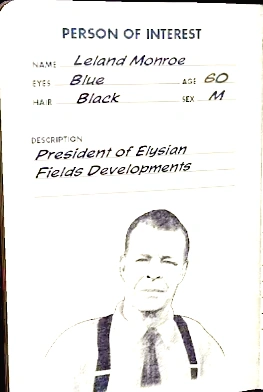 PERSON OF INTEREST
NAME Leland Monroe
EYES Blue AGE 60
HAIR Black SEX M
DESCRIPTION
President of Elysian
Fields Developments